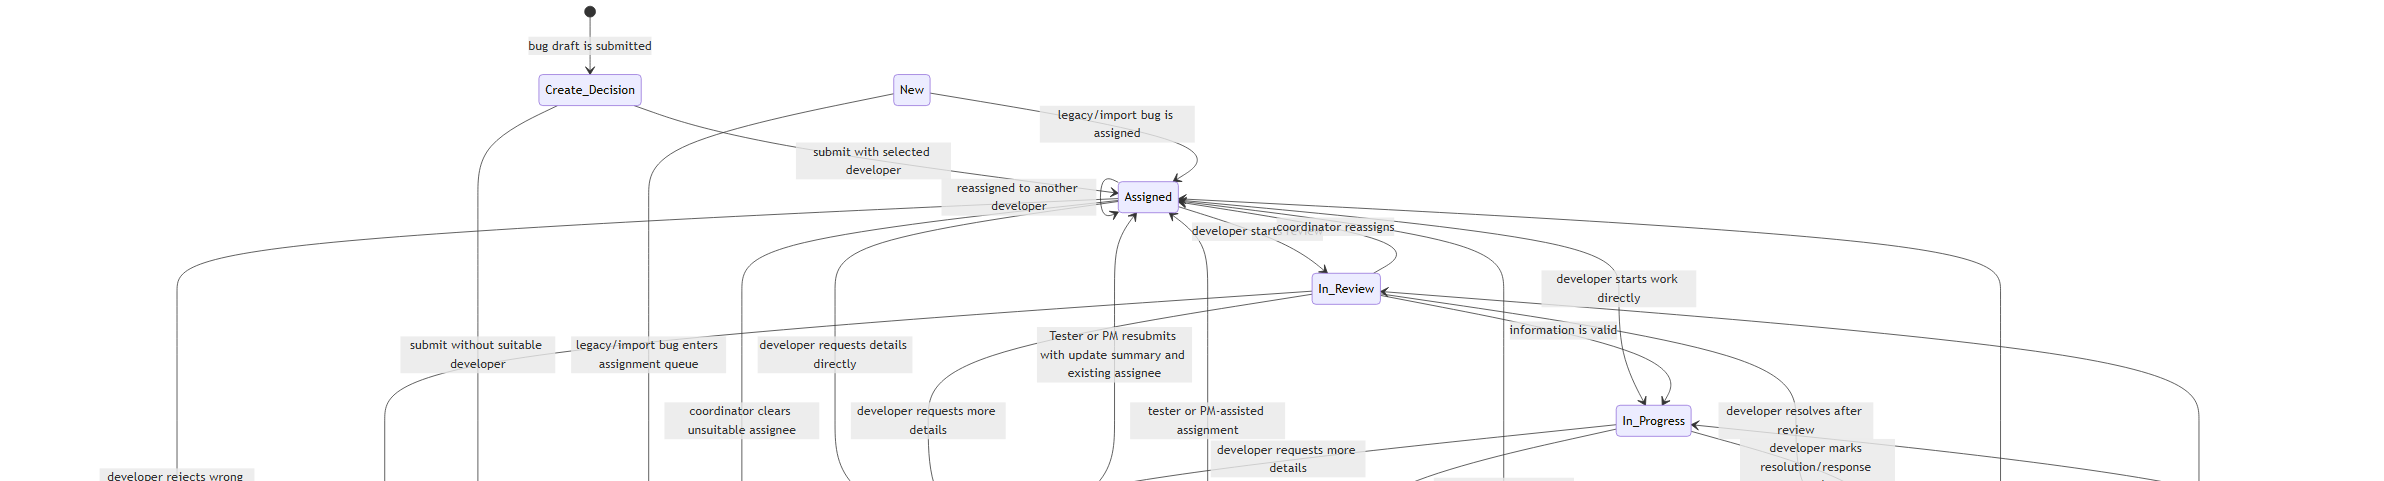 bug draft is submitted
Create_Decision
New
legacy/import bug is
assigned
submit with selected
developer
reassigned to another
developer
Assigned
developer starts
coordinator reassigns
In_Review
developer starts work
directly
information is valid
submit without suitable
developer
legacy/import bug enters
assignment queue
developer requests details
directly
Tester or PM resubmits
with update summary and
existing assignee
coordinator clears
unsuitable assignee
developer requests more
details
tester or PM-assisted
assignment
In_Progress
developer resolves after
review
developer requests more
details
developer marks
resolution/response
developer rejects wrong